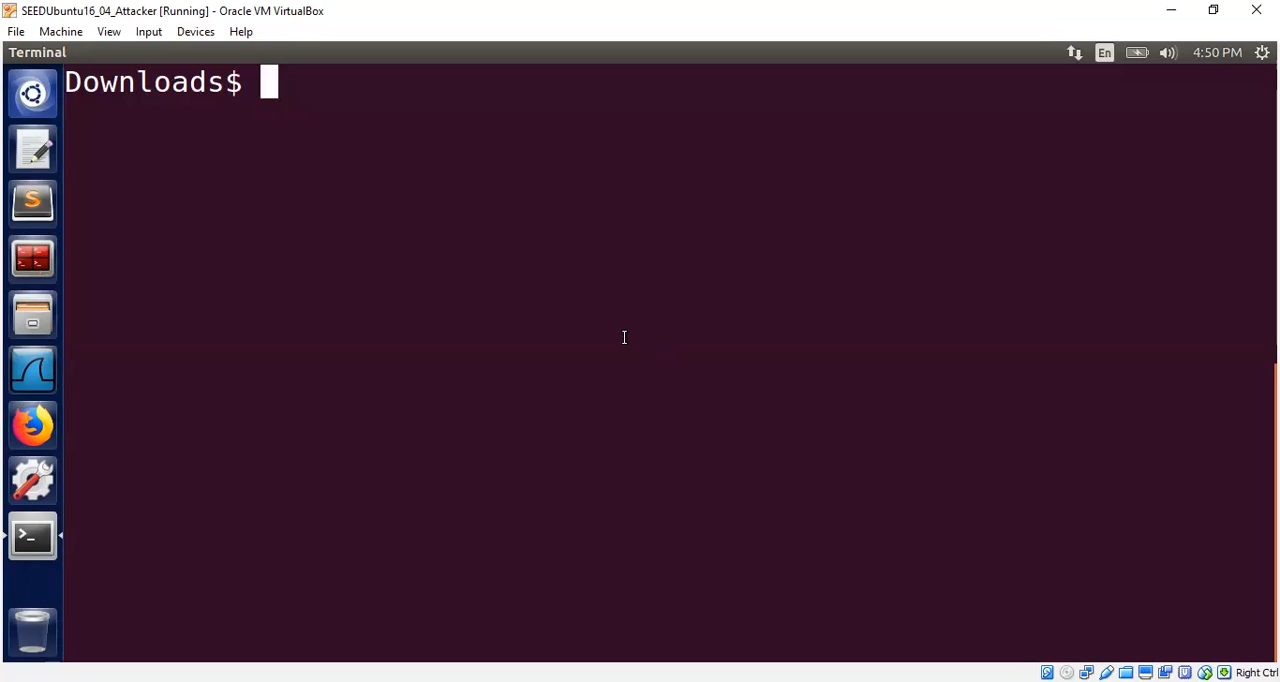 SEEDUbuntu16_04_Attacker [Running] - Oracle VM VirtualBox
File Machine View Input Devices Help
Terminal En 4:50 PM
Downloads$
S
>_
Right Ctrl